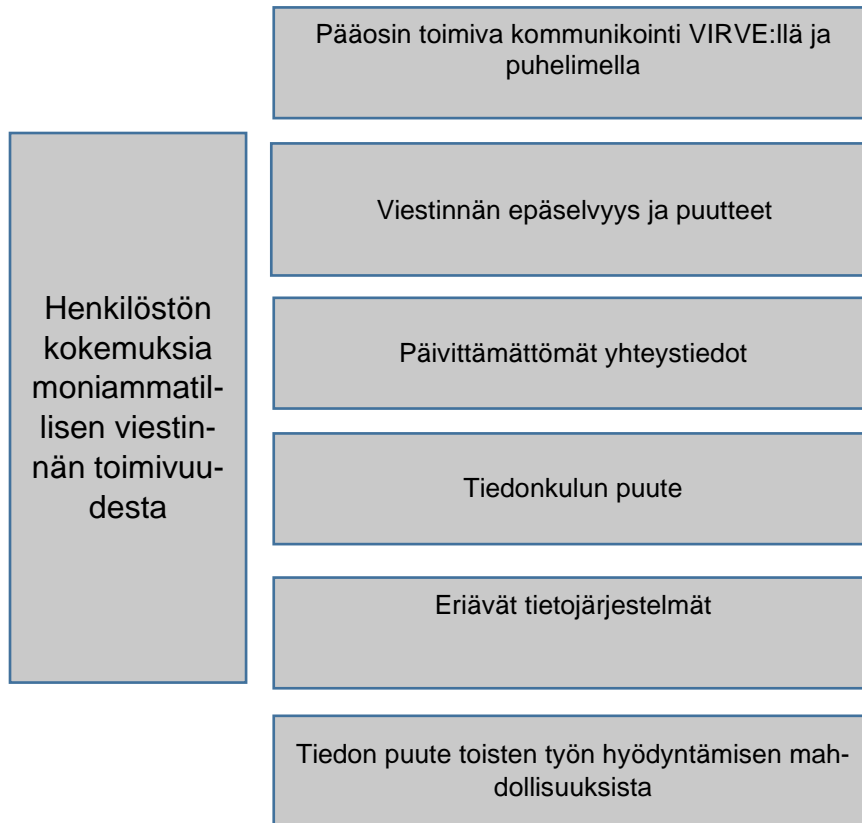 Pääosin toimiva kommunikointi VIRVE:llä ja
puhelimella
Viestinnän epäselvyys ja puutteet
Henkilöstön
kokemuksia
moniammatil-
lisen viestin-
nän toimivuu-
desta
Päivittämättömät yhteystiedot
Tiedonkulun puute
Eriävät tietojärjestelmät
Tiedon puute toisten työn hyödyntämisen mah-
dollisuuksista